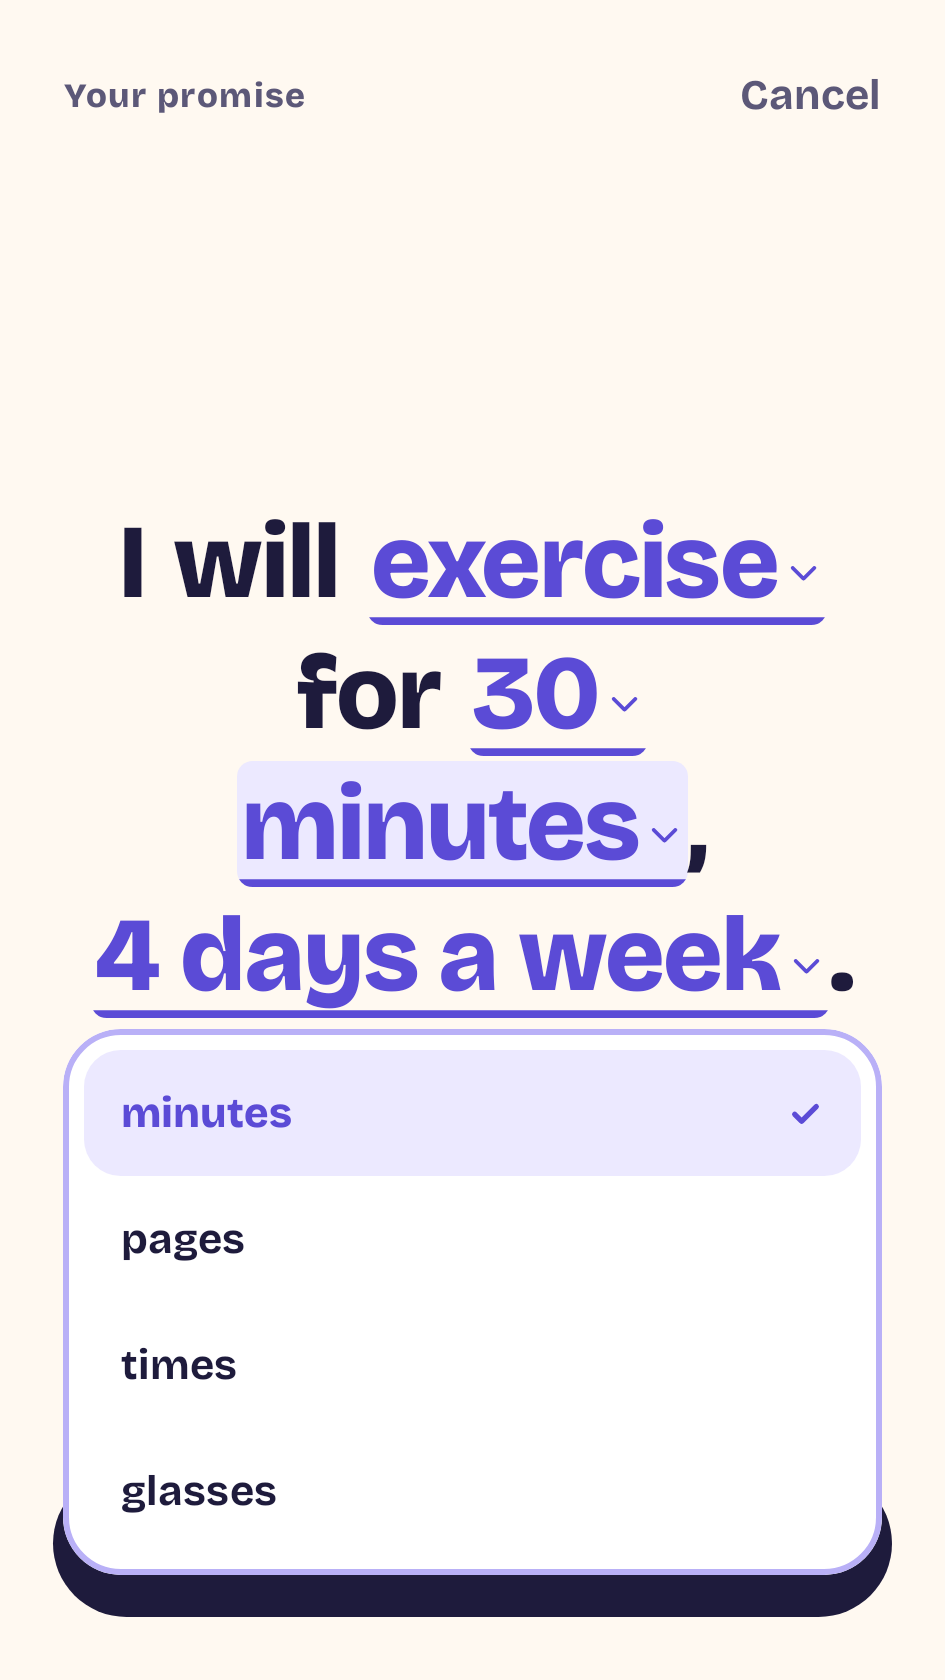 Your promise
Cancel
I will exercise
for 30
minutes,
4 days a week.
minutes
pages
times
glasses